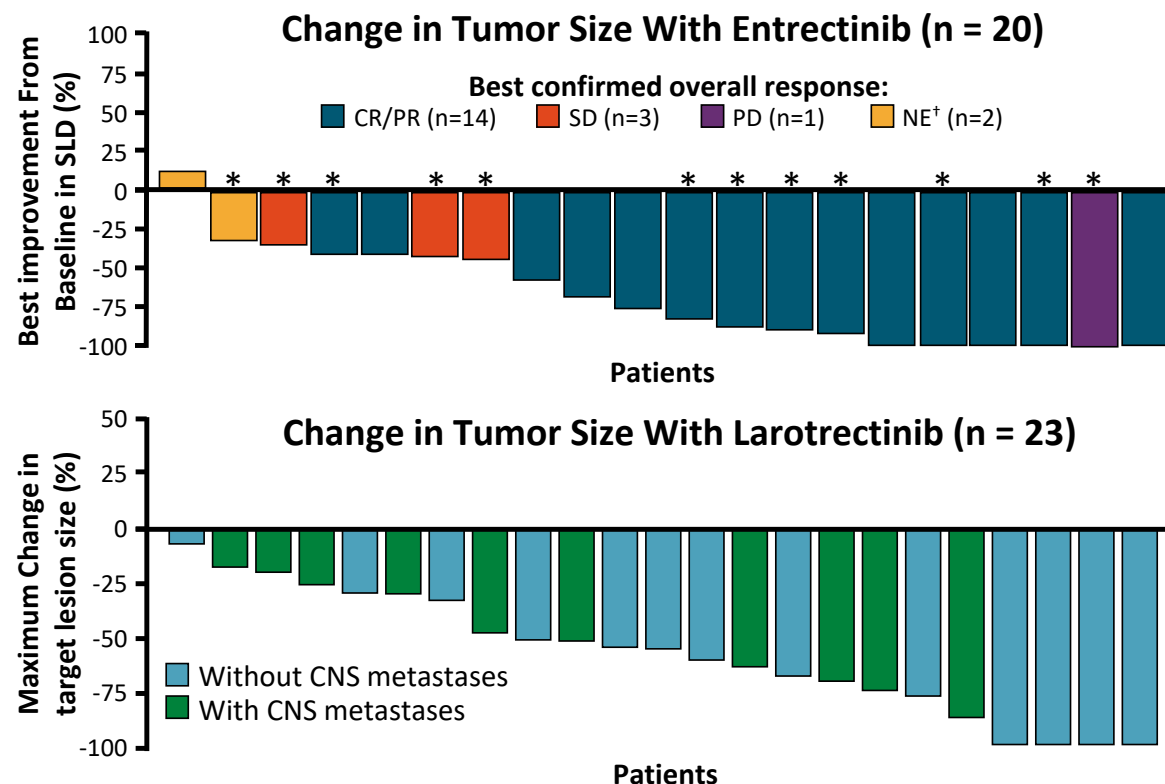 Change in Tumor Size With Entrectinib (n = 20)
Best confirmed overall response:
CR/PR (n=14) SD (n=3) PD (n=1) NE† (n=2)
Best improvement From
Baseline in SLD (%)
100
75
50
25
0
-25
-50
-75
-100
* * * * * * * * * * * *
Patients
Change in Tumor Size With Larotrectinib (n = 23)
Maximum Change in
target lesion size (%)
50
25
0
-25
-50
-75
-100
Without CNS metastases
With CNS metastases
Patients